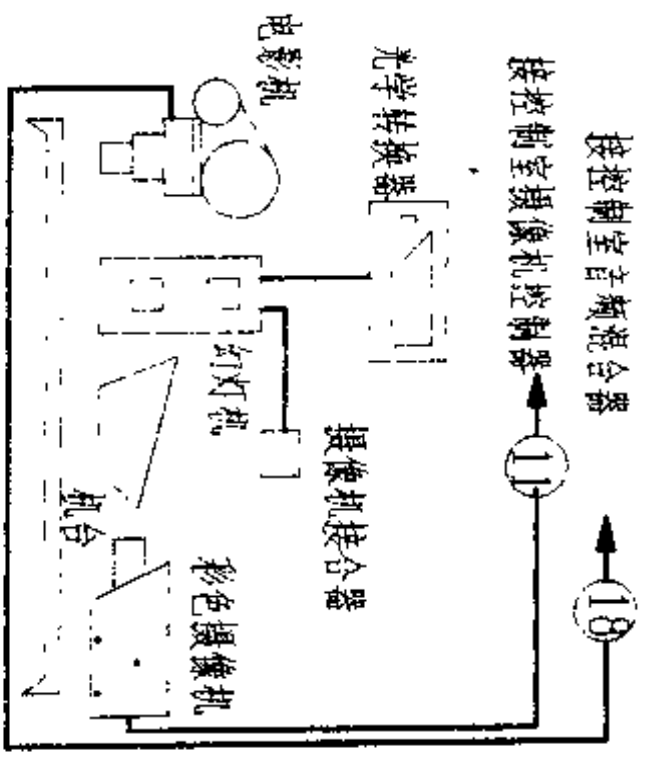 电影机
光学转换器
接控制室摄像机控制器
接控制室音频混合器
幻灯机
摄像机接合器
11
机台
彩色摄像机
18